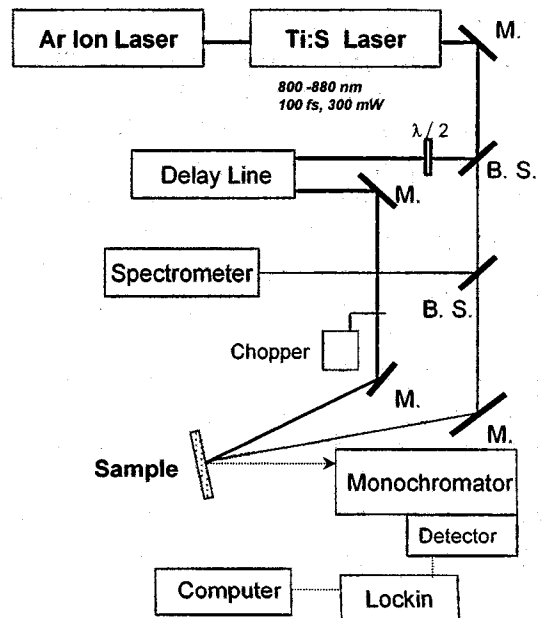 Ar Ion Laser
Ti:S Laser
M.
800 -880 nm
100 fs, 300 mW
λ/2
Delay Line
M.
B. S.
Spectrometer
B. S.
Chopper
M.
M.
Sample
Monochromator
Detector
Computer
Lockin